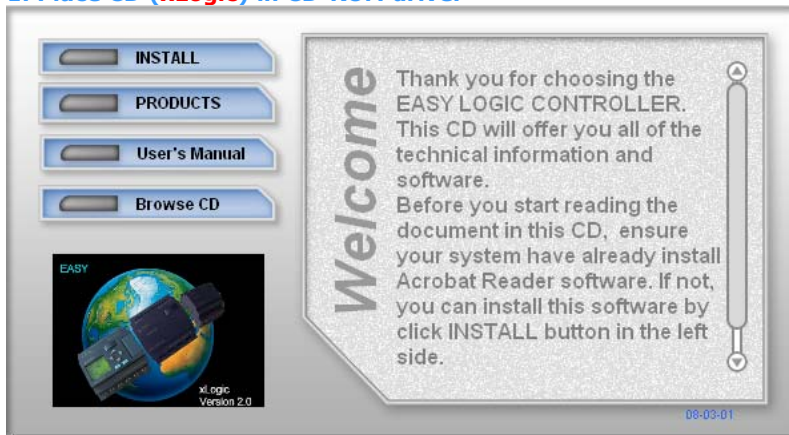 INSTALL
PRODUCTS
User's Manual
Browse CD
Welcome
Thank you for choosing the
EASY LOGIC CONTROLLER.
This CD will offer you all of the
technical information and
software.
Before you start reading the
document in this CD, ensure
your system have already install
Acrobat Reader software. If not,
you can install this software by
click INSTALL button in the left
side.
EASY
xLogic
Version 2.0
08-03-01